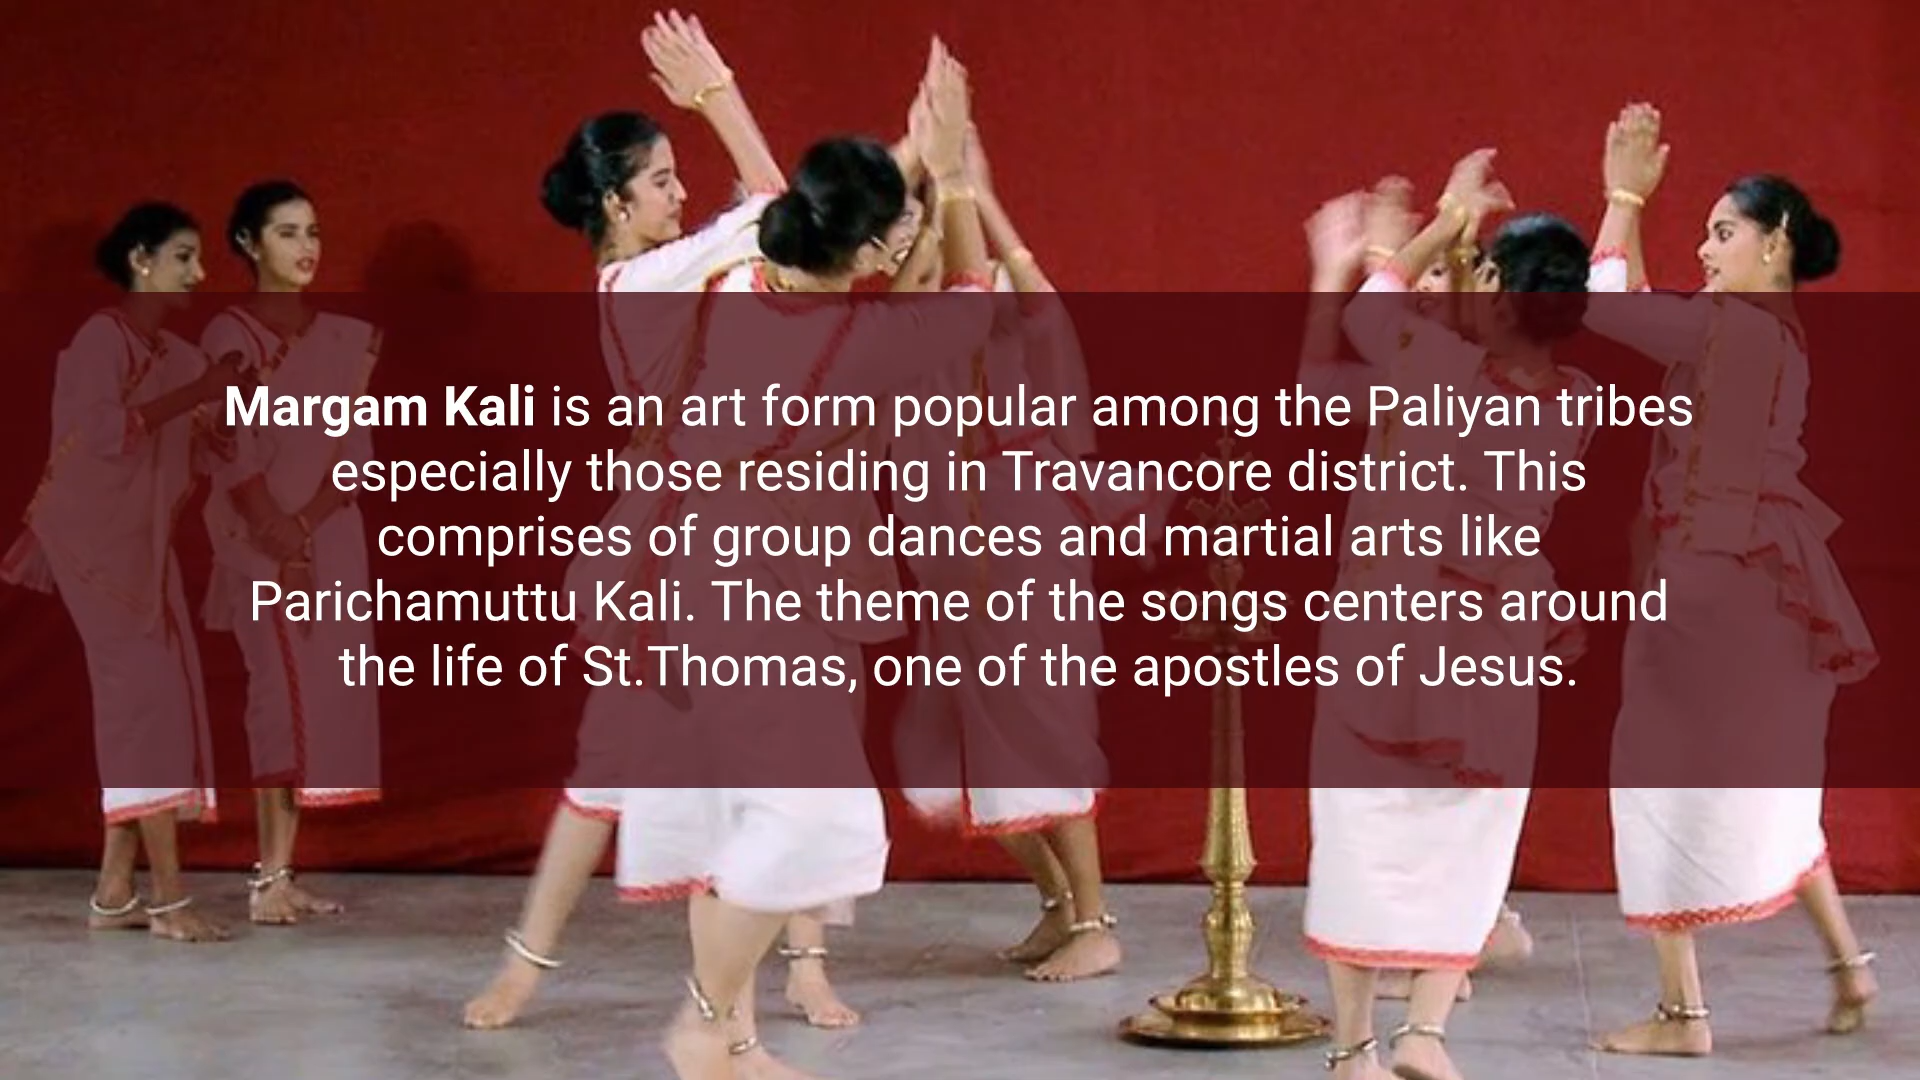 Margam Kali is an art form popular among the Paliyan tribes
especially those residing in Travancore district. This
comprises of group dances and martial arts like
Parichamuttu Kali. The theme of the songs centers around
the life of St.Thomas, one of the apostles of Jesus.